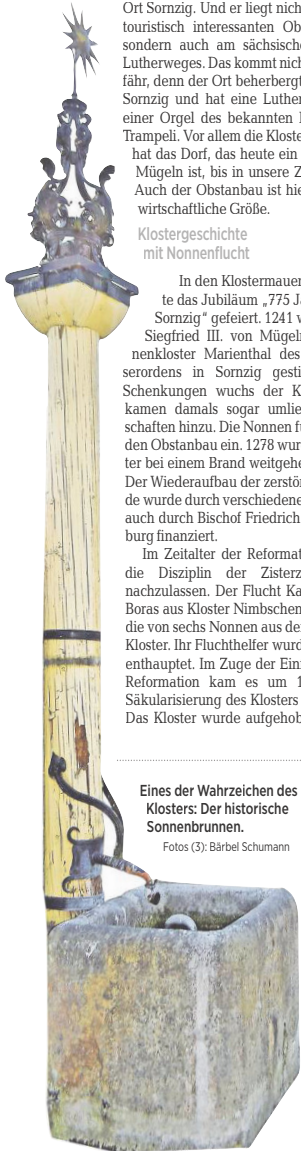 Ort Sornzig. Und er liegt nich
touristisch interessanten Ob
sondern auch am sächsische
Lutherweges. Das kommt nich
fähr, denn der Ort beherbergt
Sornzig und hat eine Luther
einer Orgel des bekannten 
Trampeli. Vor allem die Kloste
hat das Dorf, das heute ein
Mügeln ist, bis in unsere Z
Auch der Obstanbau ist hie
wirtschaftliche Größe.
Klostergeschichte
mit Nonnenflucht
In den Klostermauer
te das Jubiläum „775 Ja
Sornzig“ gefeiert. 1241 w
Siegfried III. von Mügeln
nenkloster Marienthal des
serordens in Sornzig gesti
Schenkungen wuchs der K
kamen damals sogar umlie
schaften hinzu. Die Nonnen fü
den Obstanbau ein. 1278 wur
ter bei einem Brand weitgehe
Der Wiederaufbau der zerstör
de wurde durch verschiedene
auch durch Bischof Friedrich
burg finanziert.
Im Zeitalter der Reformat
die Disziplin der Zisterz
nachzulassen. Der Flucht Ka
Boras aus Kloster Nimbschen
die von sechs Nonnen aus de
Kloster. Ihr Fluchthelfer wurd
enthauptet. Im Zuge der Ein
Reformation kam es um 1
Säkularisierung des Klosters
Das Kloster wurde aufgehob
Eines der Wahrzeichen des
Klosters: Der historische
Sonnenbrunnen.
Fotos (3): Bärbel Schumann